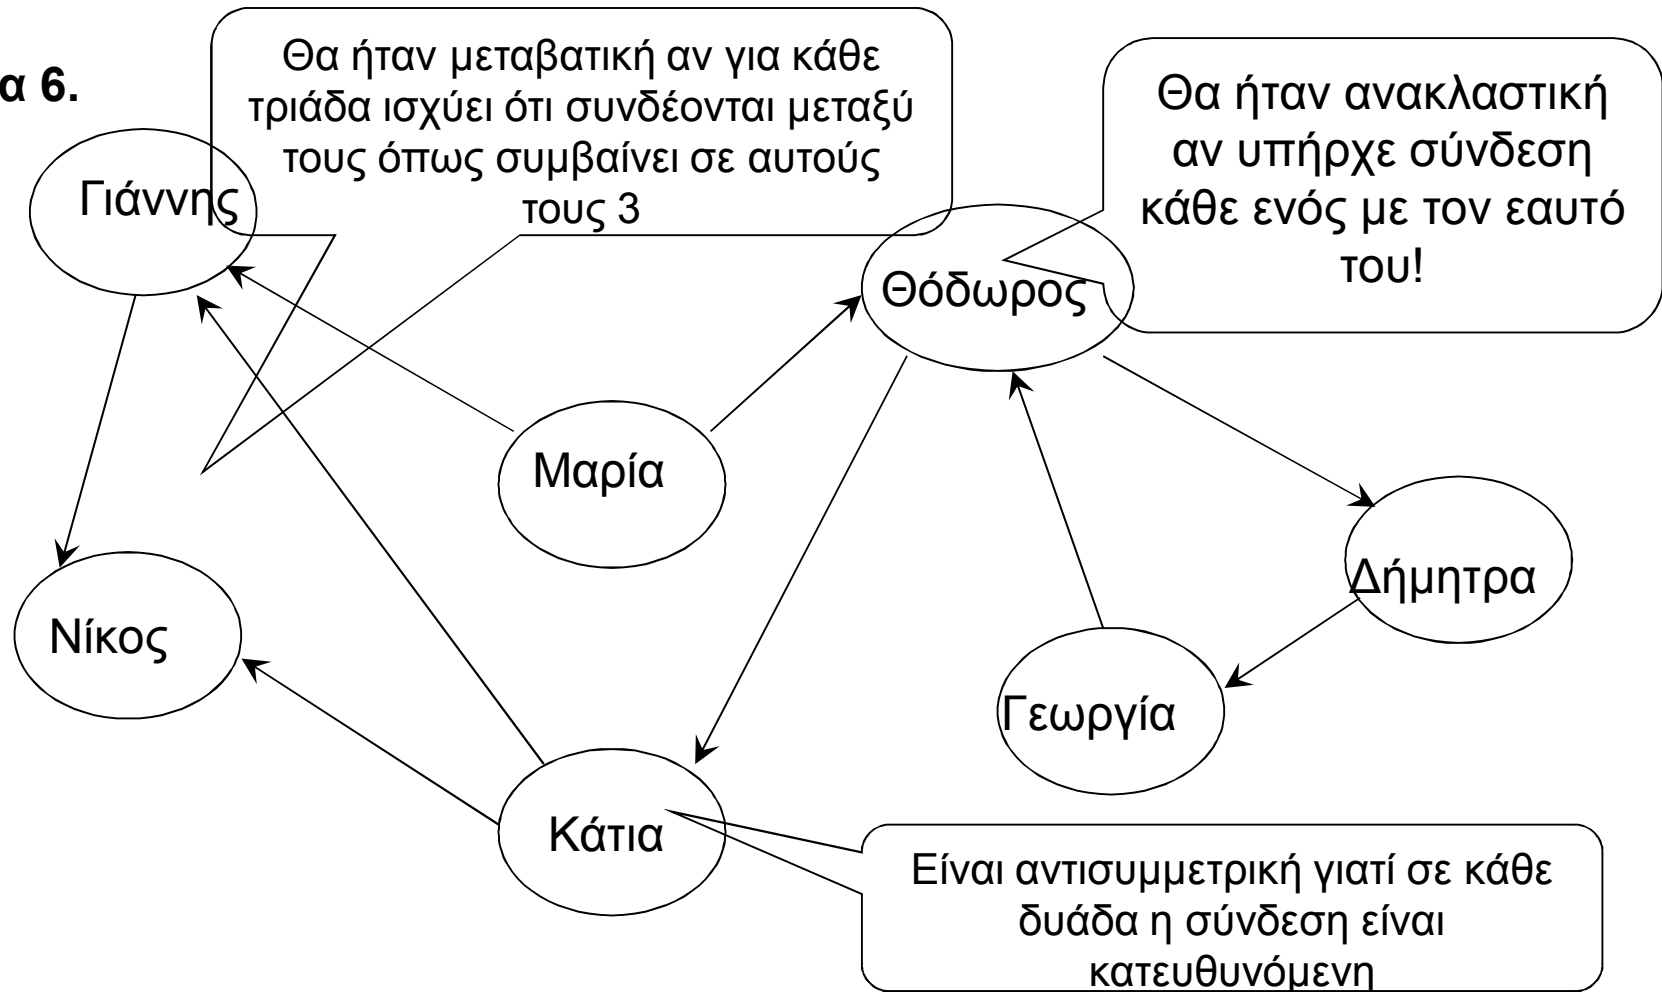 α 6.
Θα ήταν μεταβατική αν για κάθε
τριάδα ισχύει ότι συνδέονται μεταξύ
τους όπως συμβαίνει σε αυτούς
τους 3
Θα ήταν ανακλαστική
αν υπήρχε σύνδεση
κάθε ενός με τον εαυτό
του!
Γιάννης
Θόδωρος
Μαρία
Δήμητρα
Νίκος
Γεωργία
Κάτια
Είναι αντισυμμετρική γιατί σε κάθε
δυάδα η σύνδεση είναι
κατευθυνόμενη